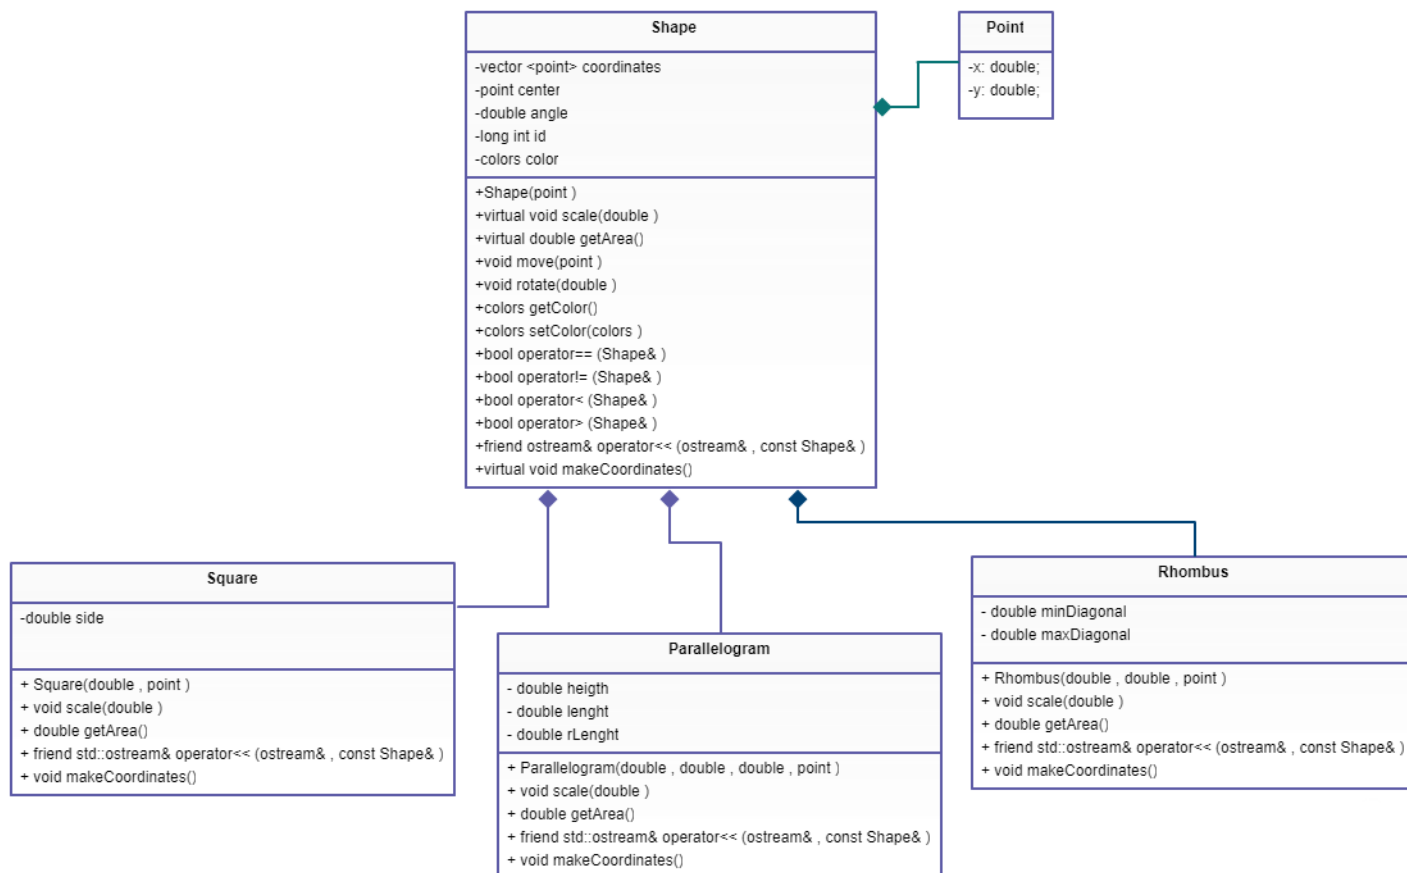 Shape
-vector <point> coordinates
-point center
-double angle
-long int id
-colors color
+Shape(point )
+virtual void scale(double )
+virtual double getArea()
+void move(point )
+void rotate(double )
+colors getColor()
+colors setColor(colors )
+bool operator== (Shape& )
+bool operator!= (Shape& )
+bool operator< (Shape& )
+bool operator> (Shape& )
+friend ostream& operator<< (ostream& , const Shape& )
+virtual void makeCoordinates()
Point
-x: double;
-y: double;
Square
-double side
+ Square(double , point )
+ void scale(double )
+ double getArea()
+ friend std::ostream& operator<< (ostream& , const Shape& )
+ void makeCoordinates()
Parallelogram
- double heigth
- double lenght
- double rLenght
+ Parallelogram(double , double , double , point )
+ void scale(double )
+ double getArea()
+ friend std::ostream& operator<< (ostream& , const Shape& )
+ void makeCoordinates()
Rhombus
- double minDiagonal
- double maxDiagonal
+ Rhombus(double , double , point )
+ void scale(double )
+ double getArea()
+ friend std::ostream& operator<< (ostream& , const Shape& )
+ void makeCoordinates()